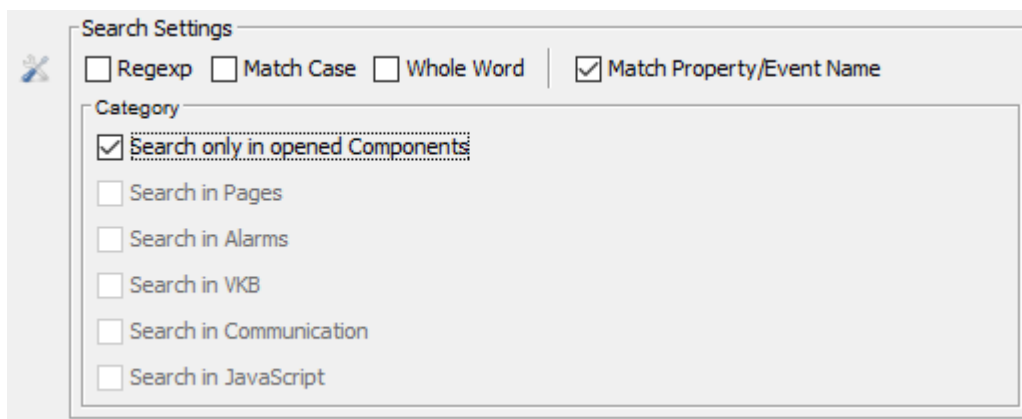 Search Settings
Regexp Match Case Whole Word Match Property/Event Name
Category
Search only in opened Components
Search in Pages
Search in Alarms
Search in VKB
Search in Communication
Search in JavaScript